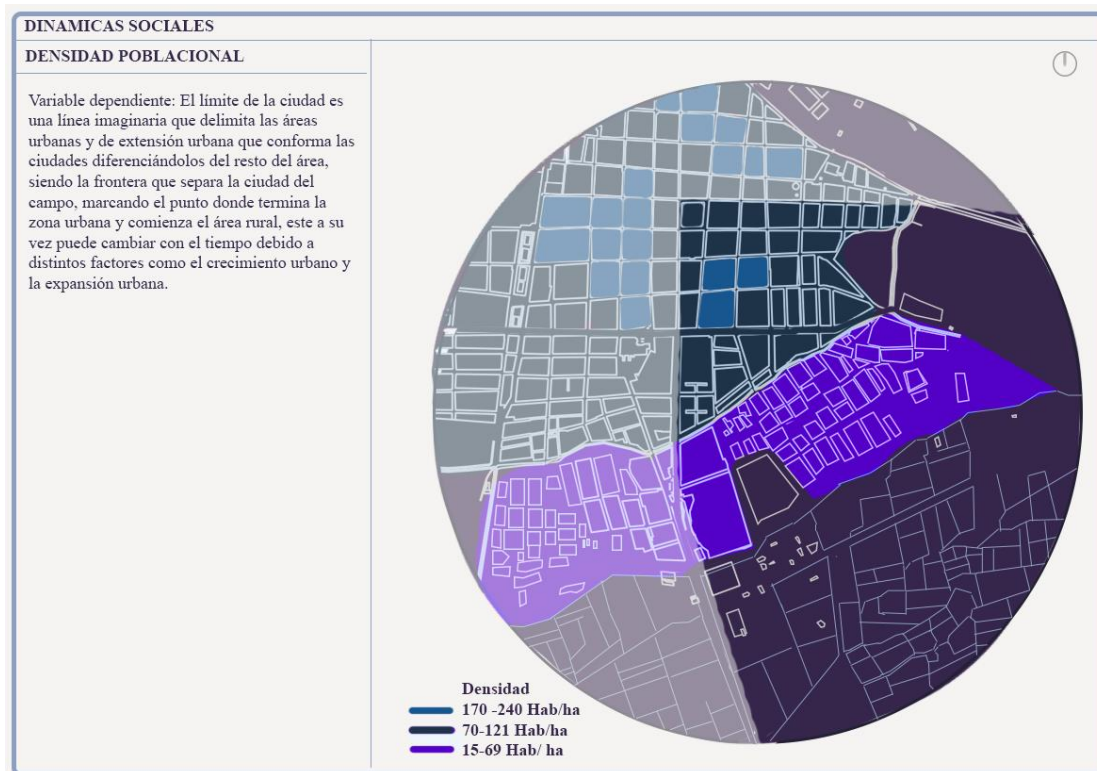 DINAMICAS SOCIALES
DENSIDAD POBLACIONAL
Variable dependiente: El límite de la ciudad es
una línea imaginaria que delimita las áreas
urbanas y de extensión urbana que conforma las
ciudades diferenciándolos del resto del área,
siendo la frontera que separa la ciudad del
campo, marcando el punto donde termina la
zona urbana y comienza el área rural, este a su
vez puede cambiar con el tiempo debido a
distintos factores como el crecimiento urbano y
la expansión urbana.
Densidad
170 -240 Hab/ha
70-121 Hab/ha
15-69 Hab/ ha